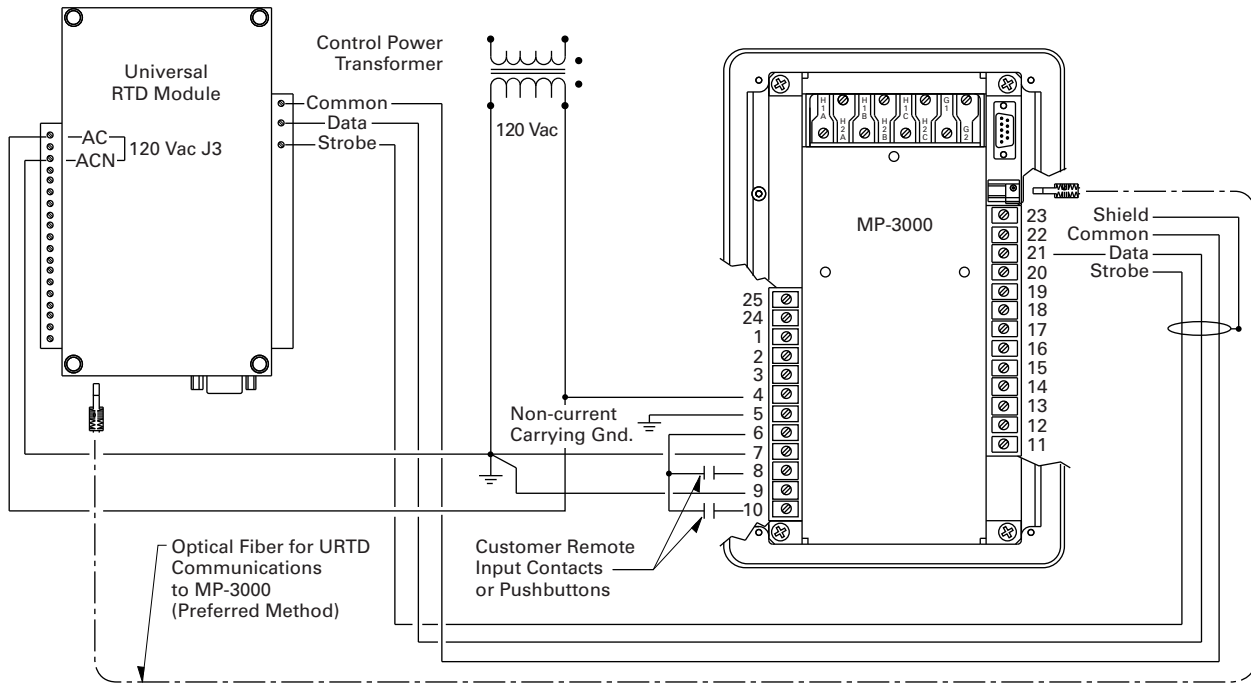 Universal
RTD Module
AC
ACN
120 Vac J3
Common
Data
Strobe
Control Power
Transformer
120 Vac
H1A
H2A
H1B
H2B
H1C
H2C
G1
G2
MP-3000
23
22
21
20
19
18
17
16
15
14
13
12
11
Shield
Common
Data
Strobe
25
24
1
2
3
4
5
6
7
8
9
10
Non-current
Carrying Gnd.
Optical Fiber for URTD
Communications
to MP-3000
(Preferred Method)
Customer Remote
Input Contacts
or Pushbuttons